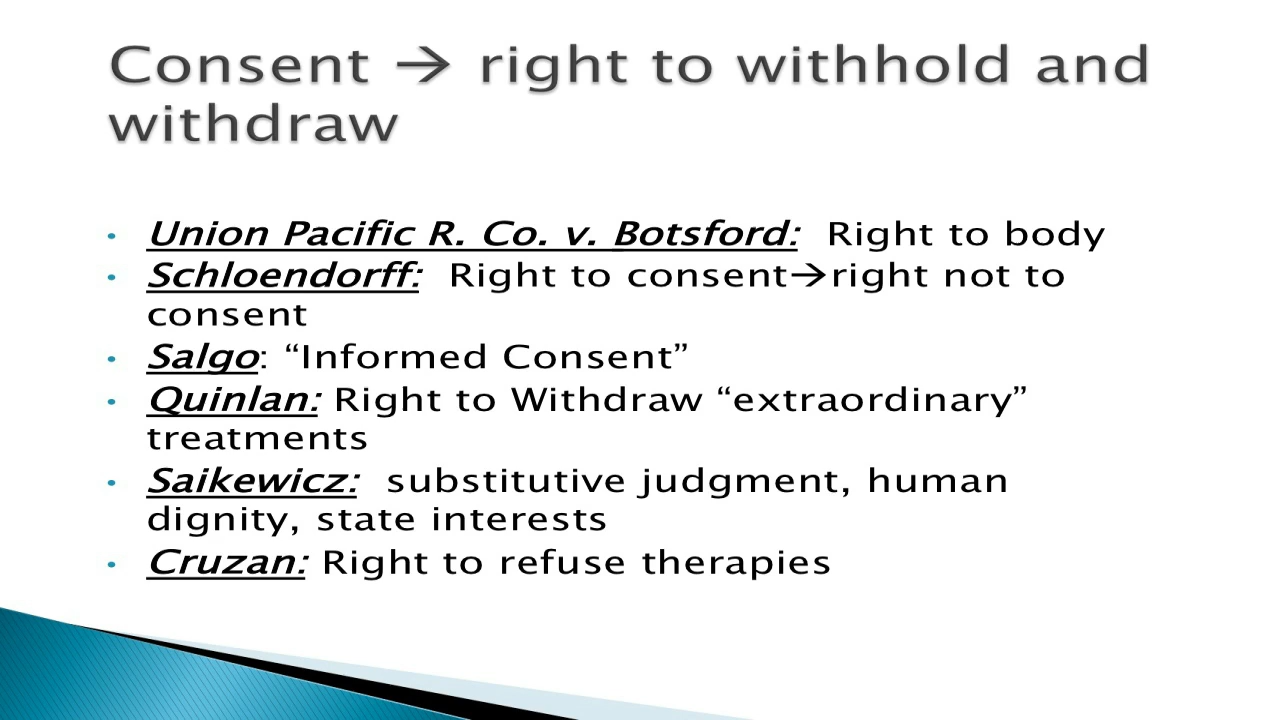 Consent → right to withhold and
withdraw
• Union Pacific R. Co. v. Botsford: Right to body
• Schloendorff: Right to consent→right not to
consent
• Salgo: “Informed Consent”
• Quinlan: Right to Withdraw “extraordinary”
treatments
• Saikewicz: substitutive judgment, human
dignity, state interests
• Cruzan: Right to refuse therapies